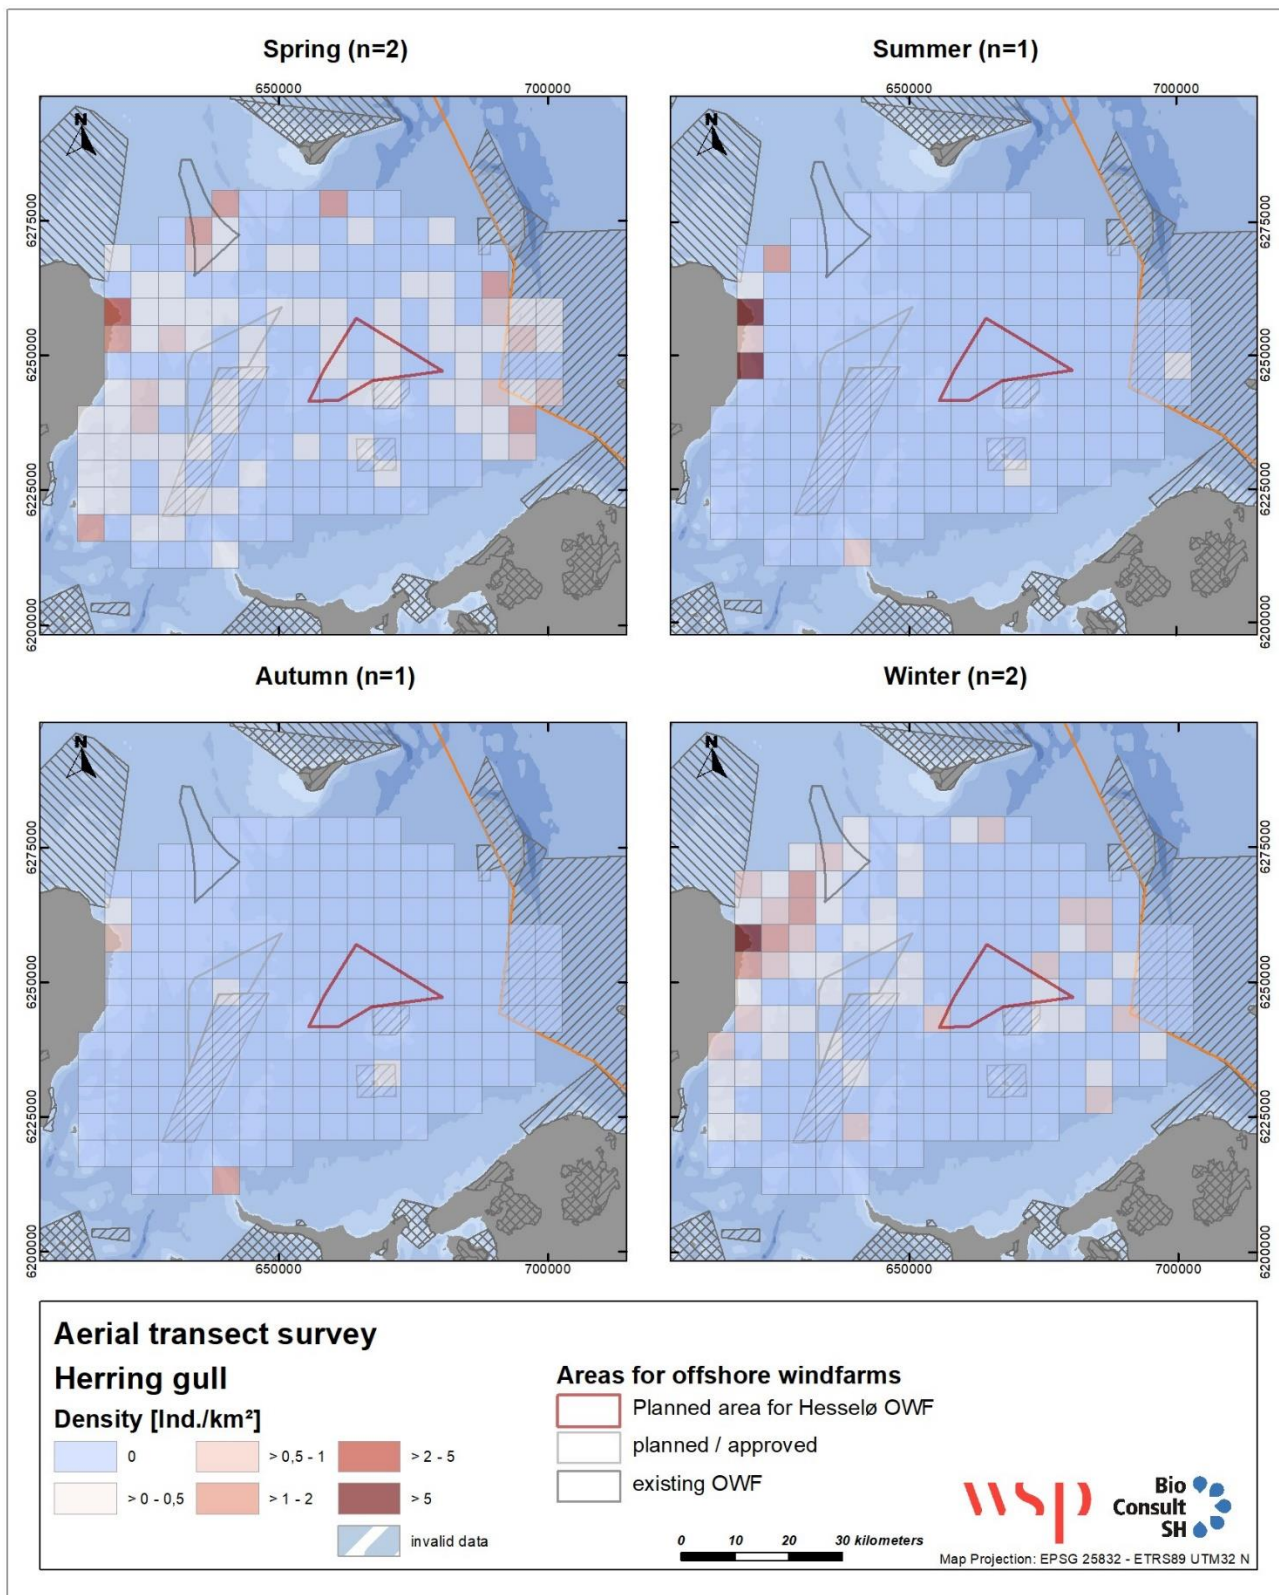 Spring (n=2)
Summer (n=1)
650000
700000
650000
700000
N
N
6275000
6250000
6225000
6200000
6275000
6250000
6225000
6200000
Autumn (n=1)
Winter (n=2)
N
N
6275000
6250000
6225000
6200000
6275000
6250000
6225000
6200000
650000
700000
650000
700000
Aerial transect survey
Herring gull
Density [Ind./km²]
0
> 0 - 0,5
> 0,5 - 1
> 1 - 2
> 2 - 5
> 5
invalid data
Areas for offshore windfarms
Planned area for Hesselø OWF
planned / approved
existing OWF
0 10 20 30 kilometers
wsp
Bio
Consult
SH
Map Projection: EPSG 25832 - ETRS89 UTM32 N